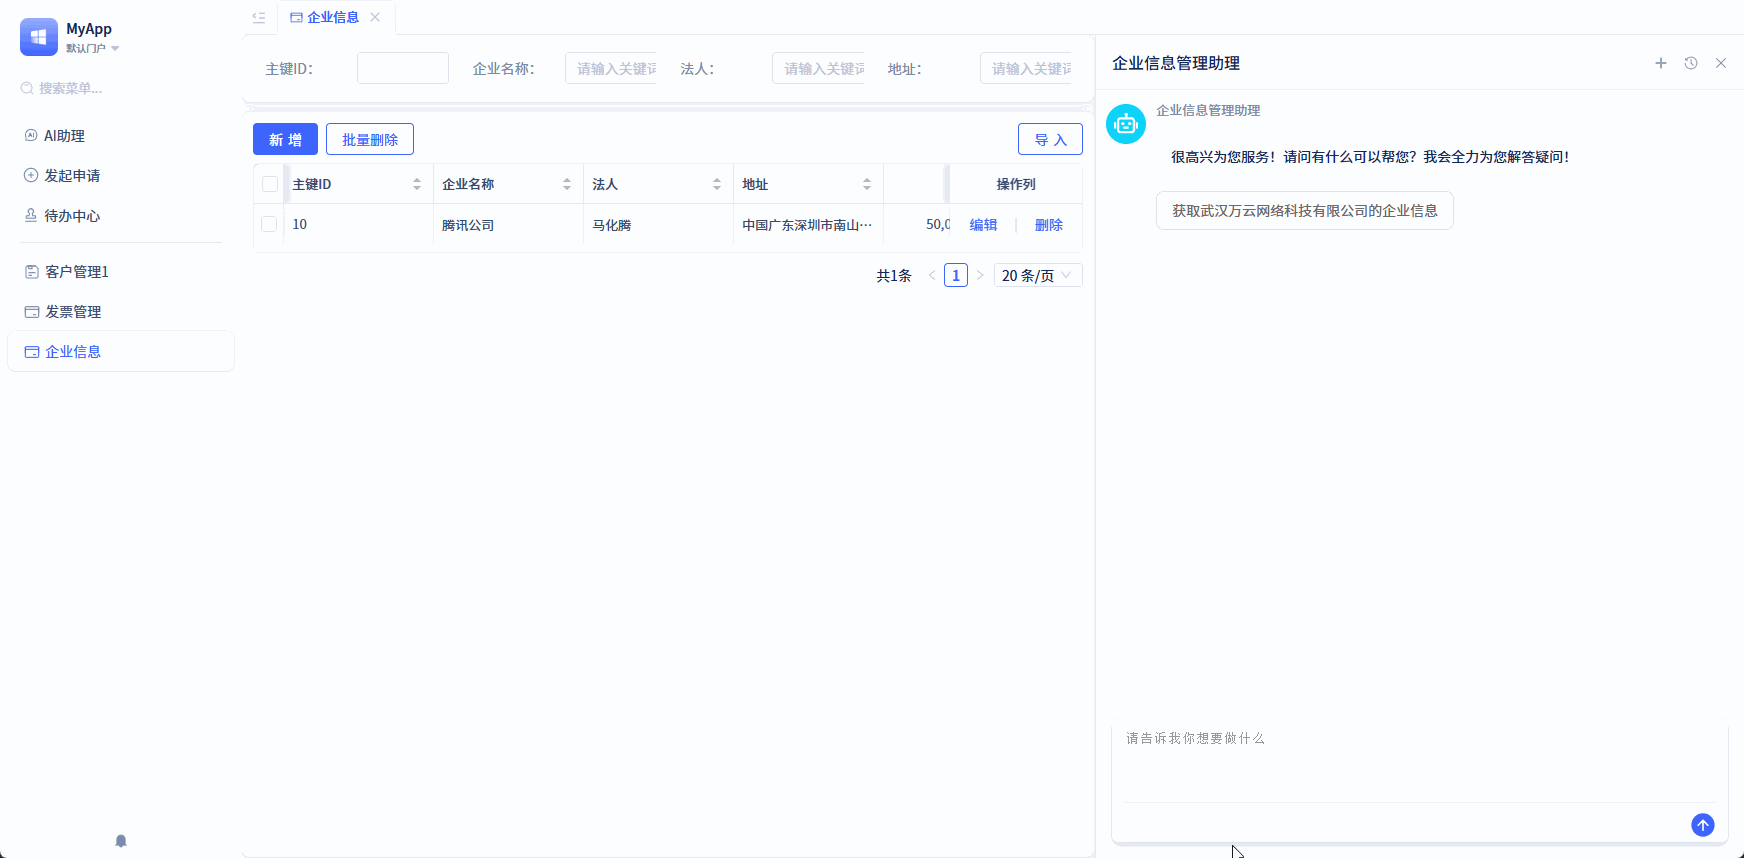 MyApp
默认门户
搜索菜单...
AI助理
发起申请
待办中心
客户管理1
发票管理
企业信息
企业信息
主键ID：
企业名称：
请输入关键词
法人：
请输入关键词
地址：
请输入关键词
新 增
批量删除
导 入
主键ID
企业名称
法人
地址
操作列
10
腾讯公司
马化腾
中国广东深圳市南山···
50,0
编辑
删除
共1条
1
20 条/页
企业信息管理助理
企业信息管理助理
很高兴为您服务！请问有什么可以帮您？我会全力为您解答疑问！
获取武汉万云网络科技有限公司的企业信息
请告诉我你想要做什么